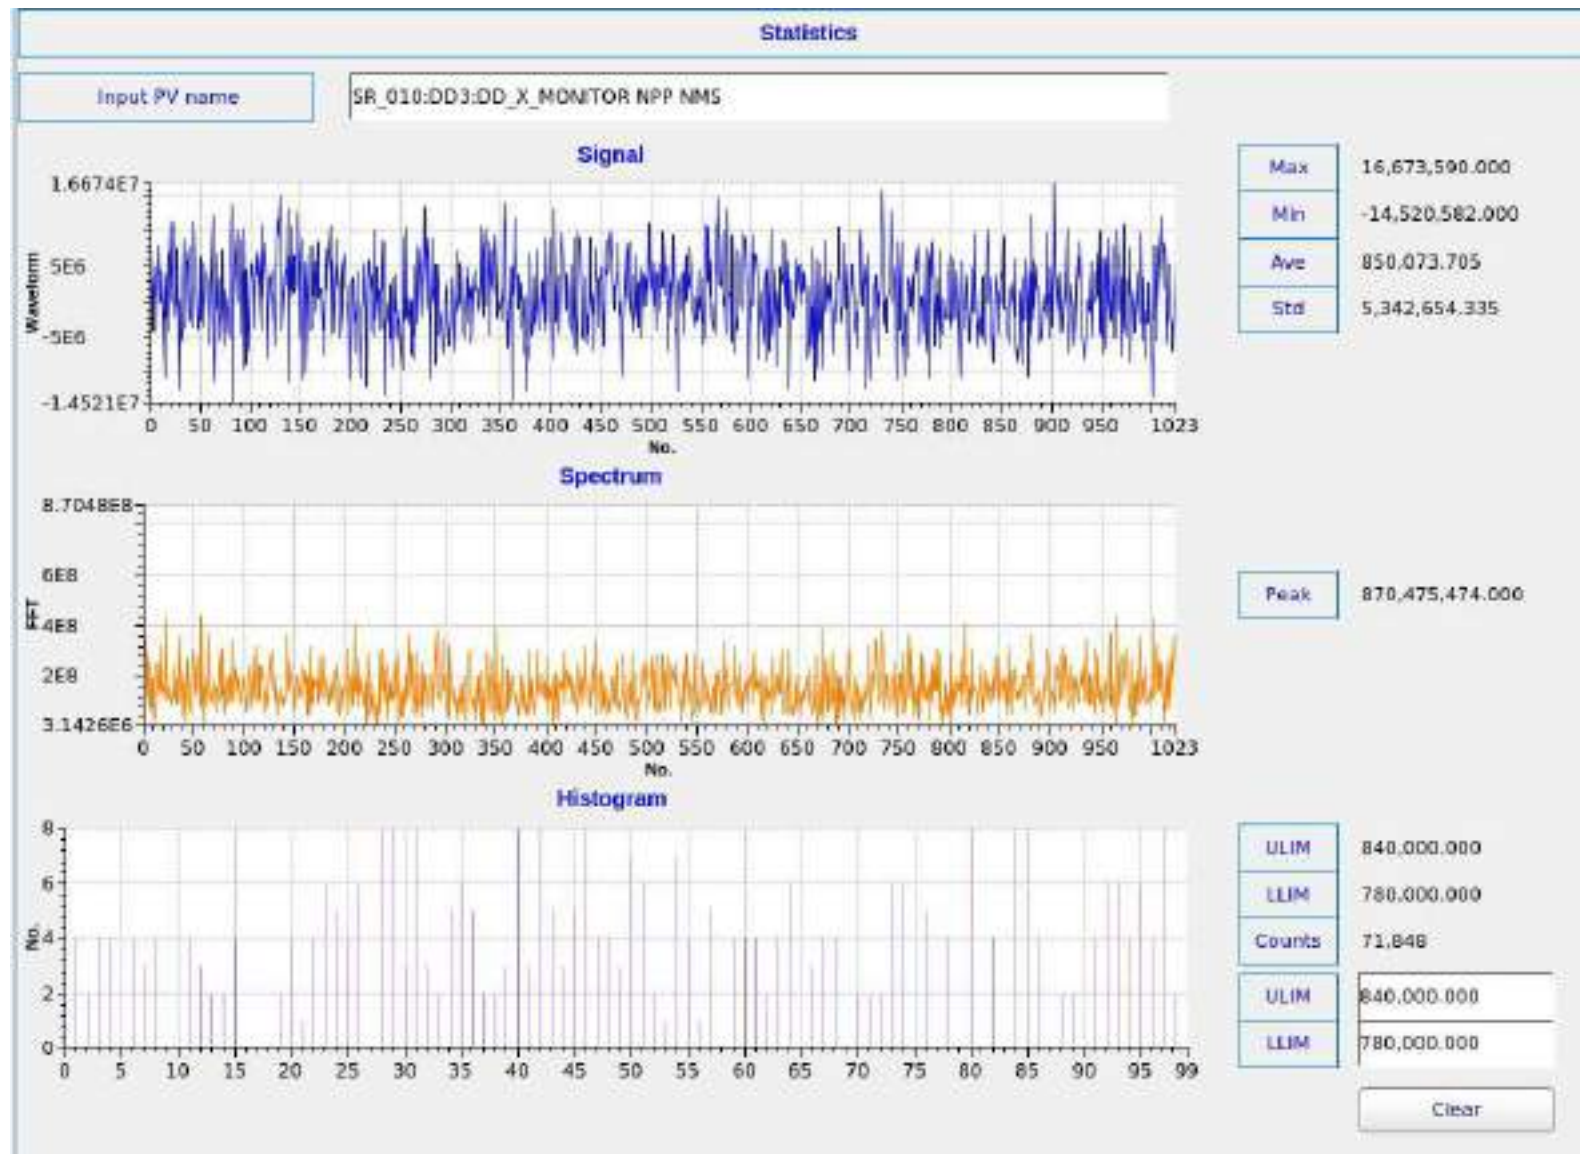 Statistics
Input PV name
SR_010:DD3:DD_X_MONITOR NPP NMS
Signal
Waveform
1.6674E7
5E6
-5E6
-1.4521E7
0 50 100 150 200 250 300 350 400 450 500 550 600 650 700 750 800 850 900 950 1023
No.
Max 16,673,590.000
Min -14,520,582.000
Ave 850,073.705
Std 5,342,654.335
Spectrum
FFT
8.7048E8
6E8
4E8
2E8
3.1426E6
0 50 100 150 200 250 300 350 400 450 500 550 600 650 700 750 800 850 900 950 1023
No.
Peak 870,475,474.000
Histogram
No.
8
6
4
2
0
0 5 10 15 20 25 30 35 40 45 50 55 60 65 70 75 80 85 90 95 99
ULIM 840,000.000
LLIM 780,000.000
Counts 71,848
ULIM 840,000.000
LLIM 780,000.000
Clear